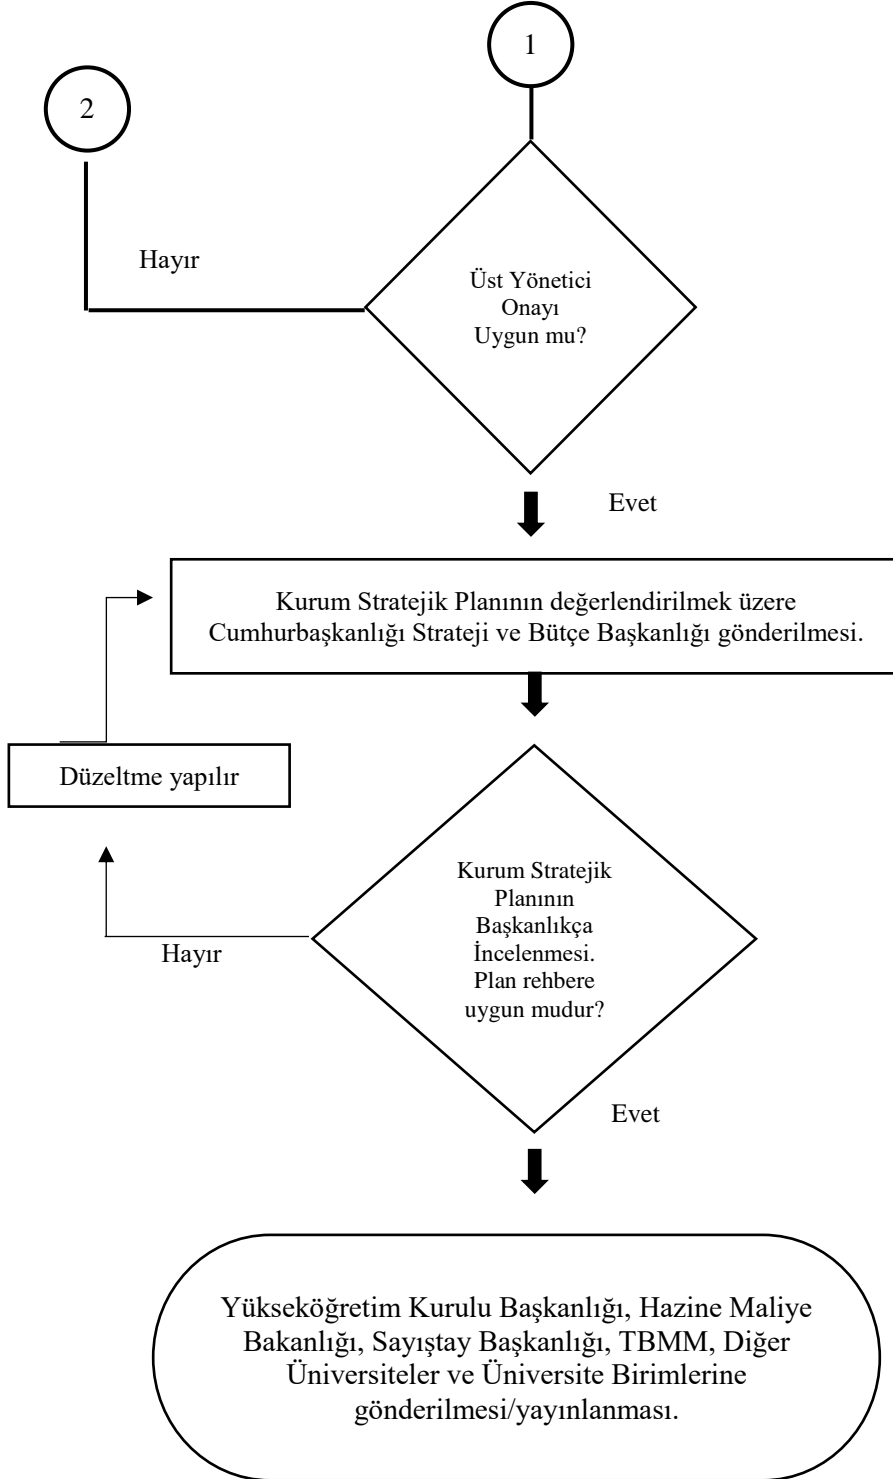 1
2
Hayır
Üst Yönetici
Onayı
Uygun mu?
Evet
Kurum Stratejik Planının değerlendirilmek üzere
Cumhurbaşkanlığı Strateji ve Bütçe Başkanlığı gönderilmesi.
Düzeltme yapılır
Kurum Stratejik
Planının
Başkanlıkça
İncelenmesi.
Plan rehbere
uygun mudur?
Hayır
Evet
Yükseköğretim Kurulu Başkanlığı, Hazine Maliye
Bakanlığı, Sayıştay Başkanlığı, TBMM, Diğer
Üniversiteler ve Üniversite Birimlerine
gönderilmesi/yayınlanması.